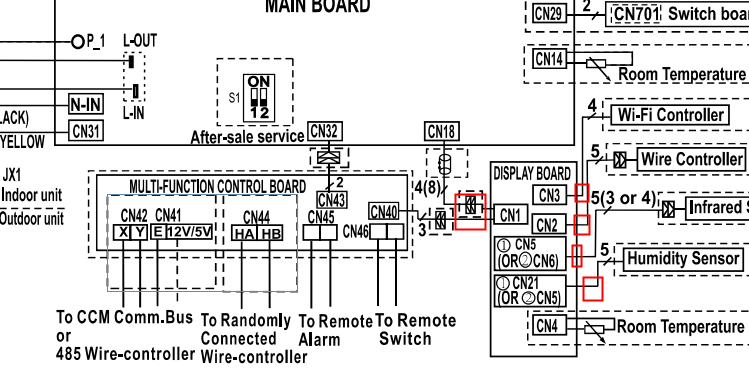 MAIN BOARD
CN29
2
CN701 Switch boa
P_1
L-OUT
CN14
Room Temperature
ON
S1
1 2
L-IN
N-IN
CN31
LACK)
YELLOW
After-sale service
CN32
CN18
4
Wi-Fi Controller
5
Wire Controller
JX1
Indoor unit
Outdoor unit
MULTI-FUNCTION CONTROL BOARD
2
CN43
4(8)
DISPLAY BOARD
CN3
5(3 or 4)
Infrared S
CN42 CN41
X Y E 12V/5V
CN44
HA HB
CN45
CN46
CN40
3
CN1
CN2
① CN5
(OR②CN6)
5
Humidity Sensor
① CN21
(OR ②CN5)
CN4
Room Temperature
To CCM Comm.Bus
or
485 Wire-controller
To Randomly
Connected
Wire-controller
To Remote
Alarm
To Remote
Switch